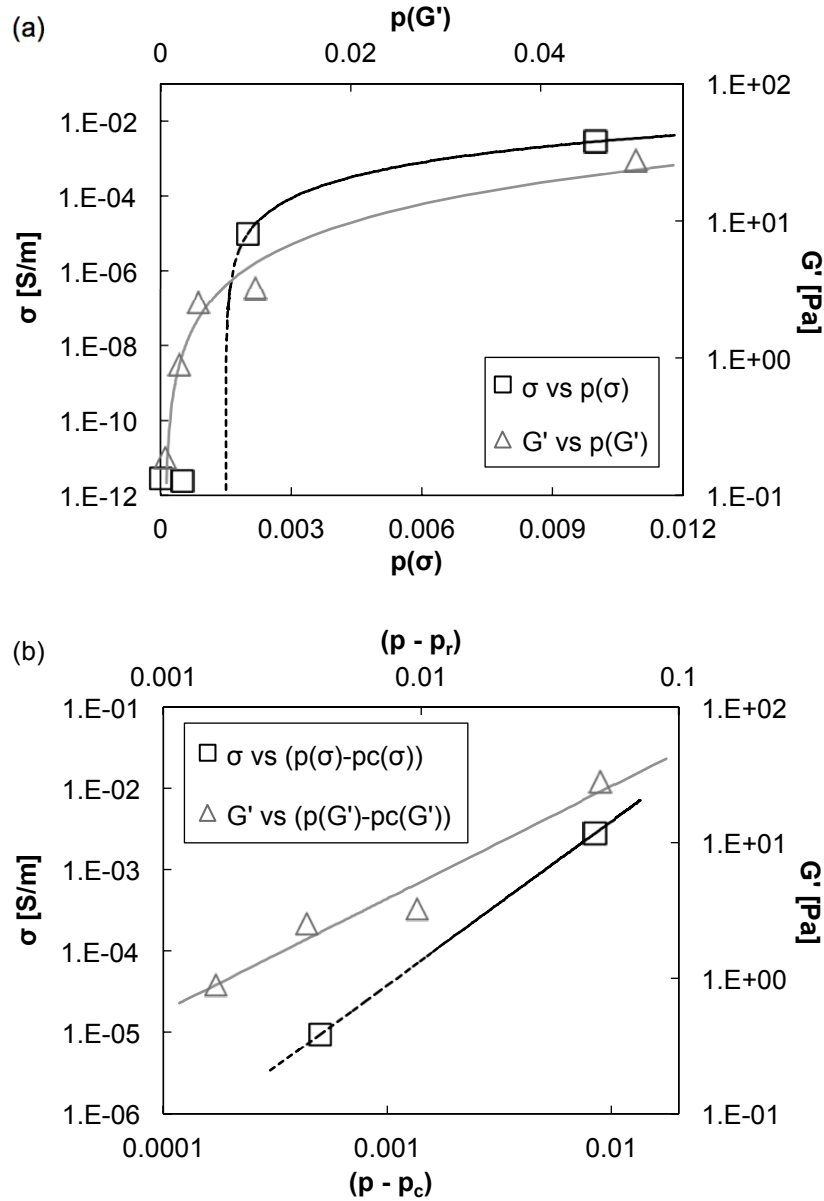 (a)
p(G')
0 0.02 0.04
1.E+02
1.E-02
1.E-04
1.E+01
1.E-06
σ [S/m]
G' [Pa]
1.E-08
1.E+00
σ vs p(σ)
1.E-10
G' vs p(G')
1.E-12
1.E-01
0 0.003 0.006 0.009 0.012
p(σ)
(b)
(p - pr)
0.001 0.01 0.1
1.E-01
1.E+02
σ vs (p(σ)-pc(σ))
1.E-02
G' vs (p(G')-pc(G'))
1.E+01
1.E-03
σ [S/m]
G' [Pa]
1.E-04
1.E+00
1.E-05
1.E-06
1.E-01
0.0001 0.001 0.01
(p - pc)